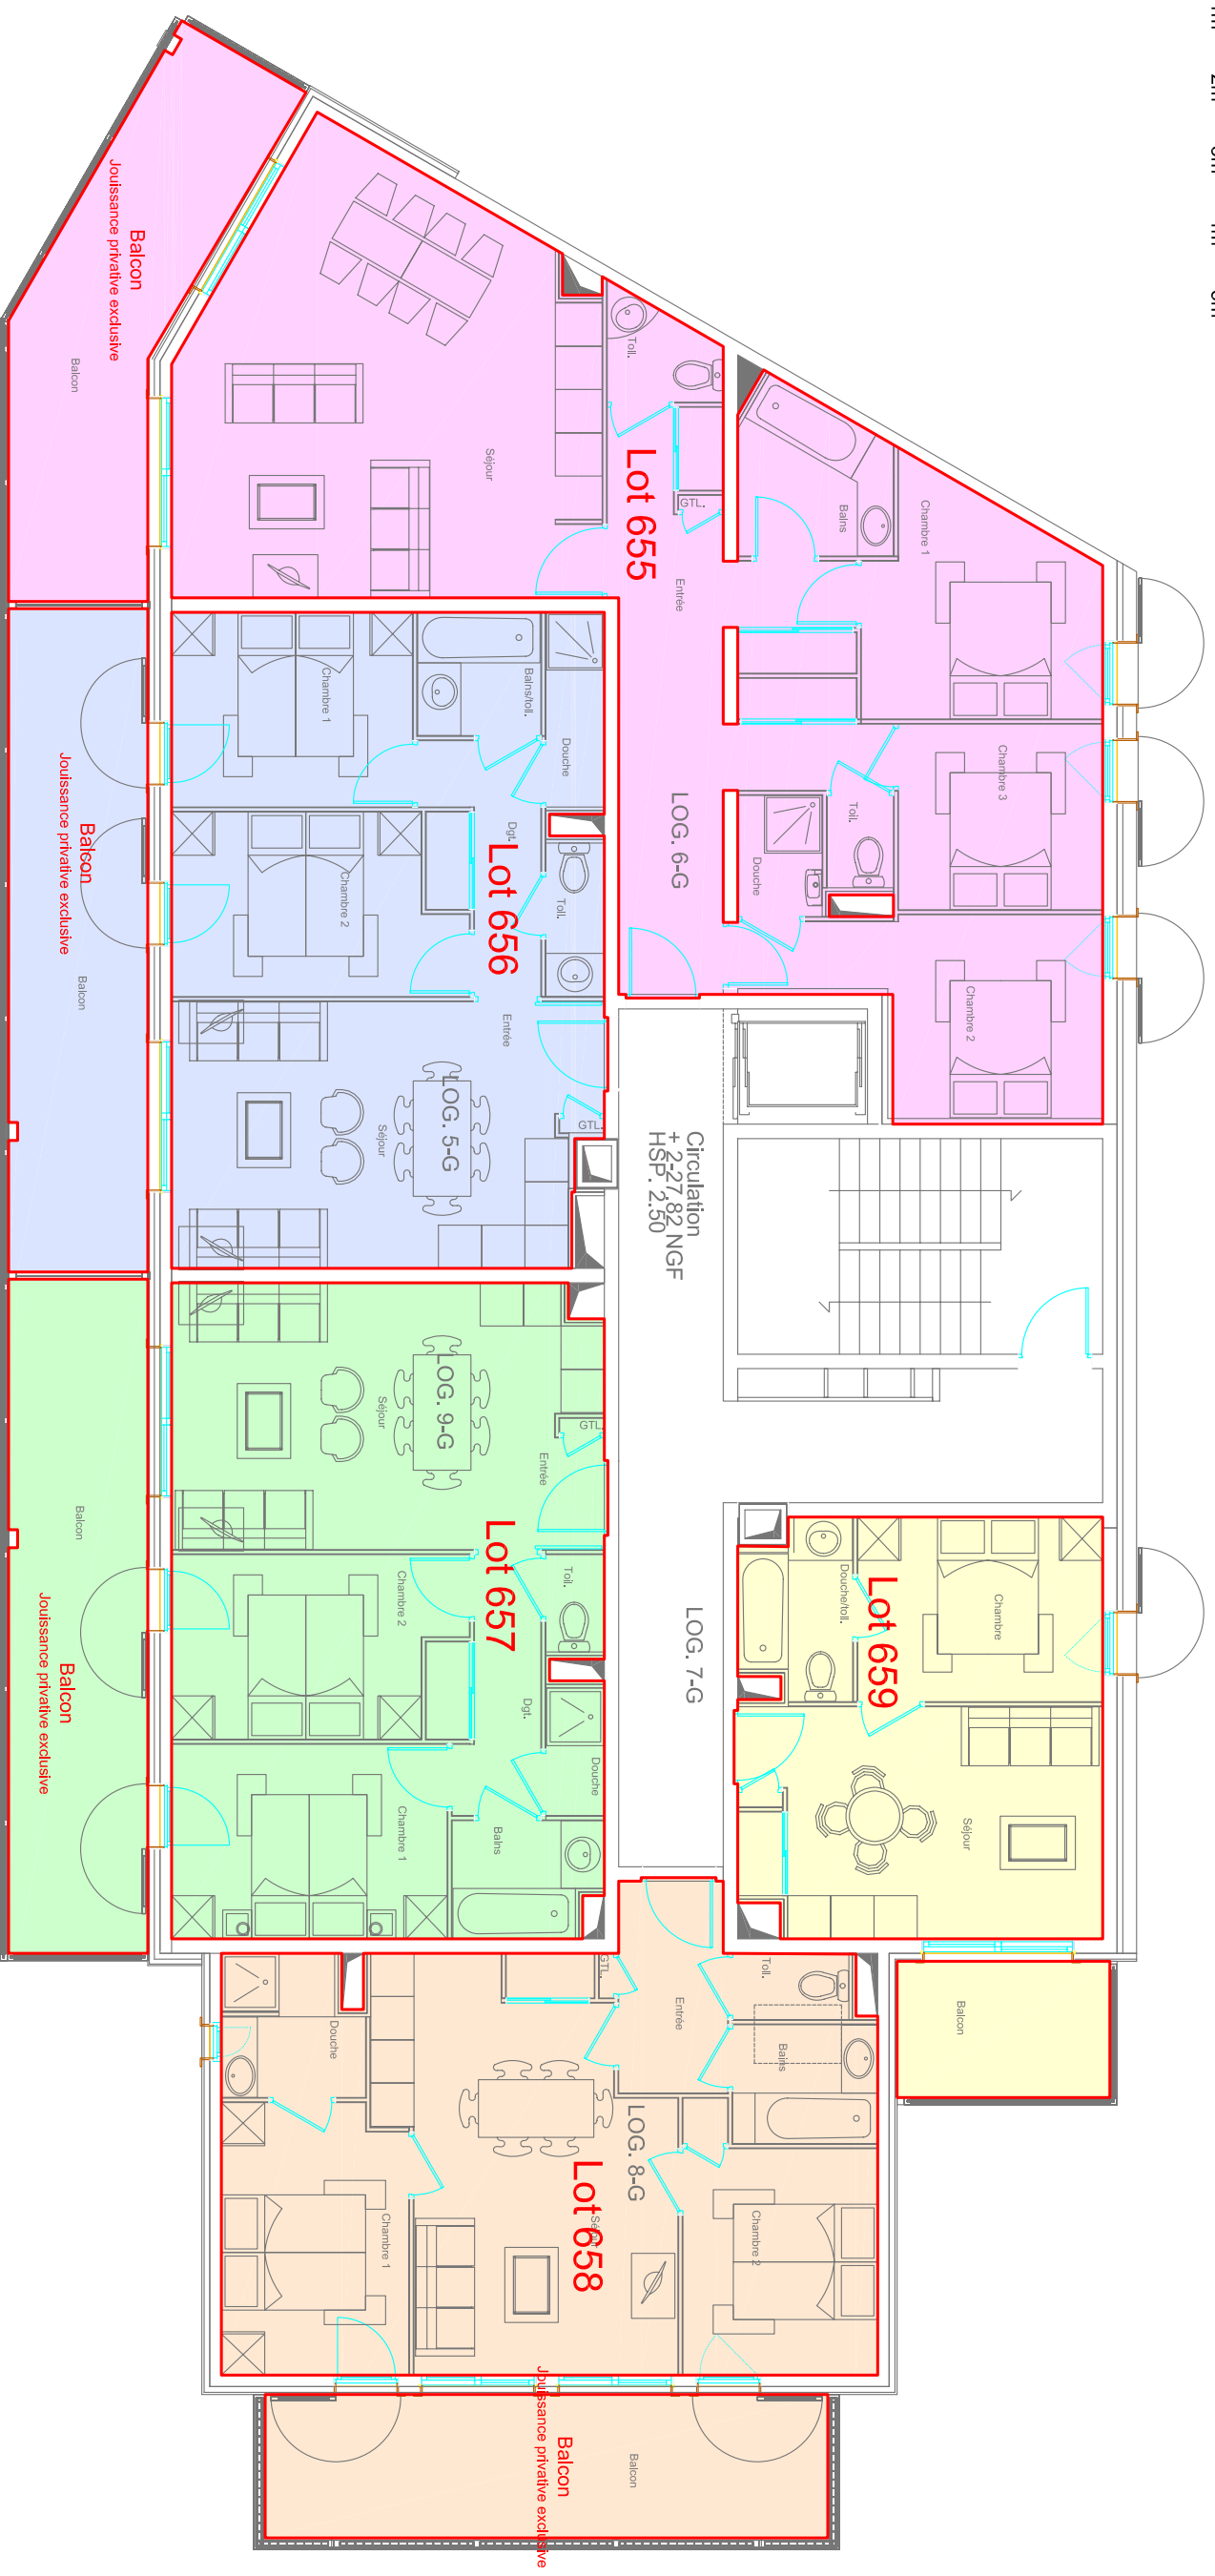 Balcon
Jouissance privative exclusive
Balcon
Séjour
Toil.
Lot 655
GTL.
Entrée
Bains
Chambre 1
Chambre 3
Toil.
Douche
LOG. 6-G
Chambre 2
Balcon
Jouissance privative exclusive
Balcon
Chambre 1
Bains/toil.
Douche
Dgt.
Lot 656
Chambre 2
Toil.
Entrée
LOG. 5-G
Séjour
GTL.
Circulation
+ 2-27,82 NGF
HSP. 2.50
Balcon
Balcon
Jouissance privative exclusive
LOG. 9-G
Séjour
GTL.
Entrée
Lot 657
Toil.
Chambre 2
Dgt.
Douche
Chambre 1
Bains
LOG. 7-G
Lot 659
Douche/toil.
Chambre
Séjour
Balcon
GTL.
Toil.
Entrée
Bains
Douche
LOG. 8-G
Lot 658
Chambre 1
Chambre 2
Jouissance privative exclusive
Balcon
Balcon